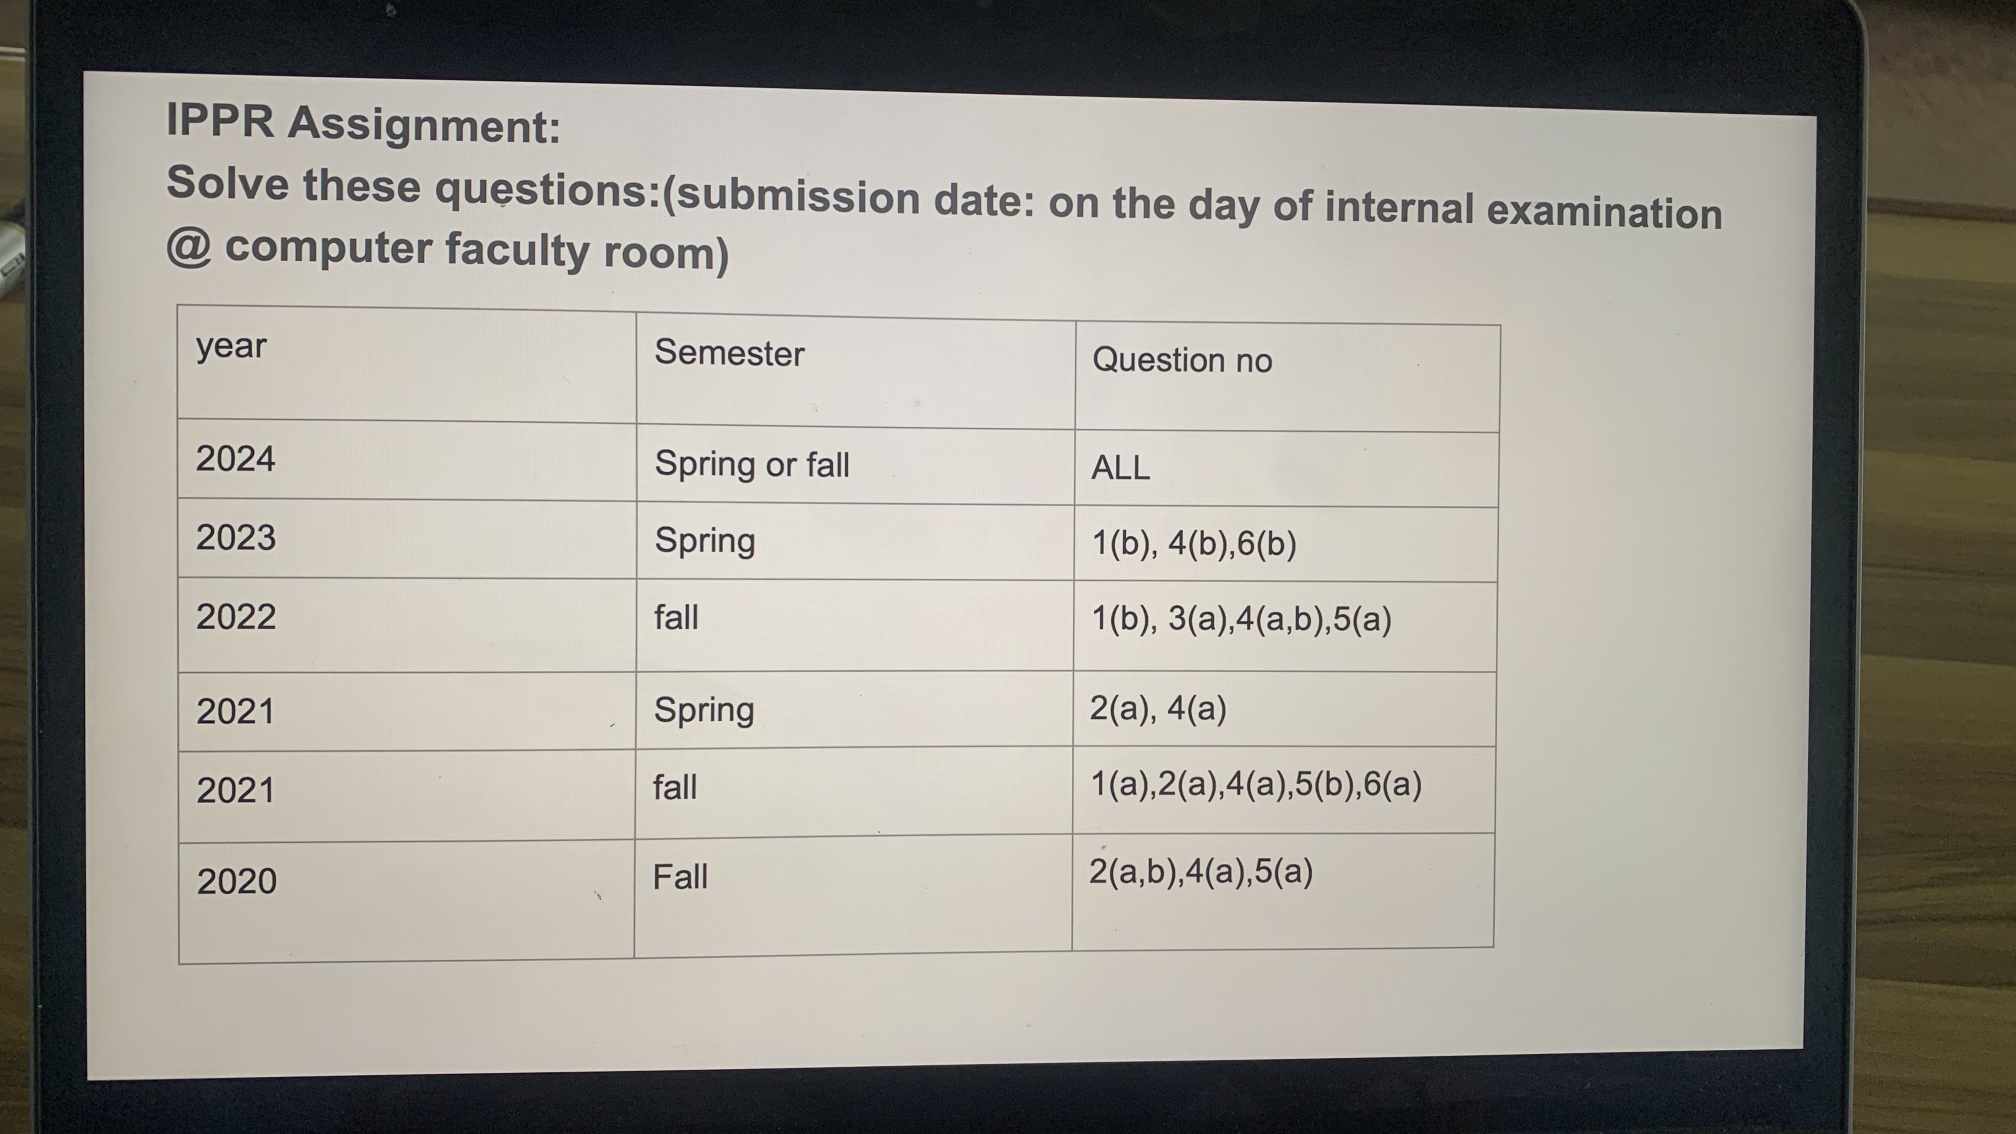 IPPR Assignment:
Solve these questions:(submission date: on the day of internal examination
@ computer faculty room)
year Semester Question no
2024 Spring or fall ALL
2023 Spring 1(b), 4(b),6(b)
2022 fall 1(b), 3(a),4(a,b),5(a)
2021 Spring 2(a), 4(a)
2021 fall 1(a),2(a),4(a),5(b),6(a)
2020 Fall 2(a,b),4(a),5(a)